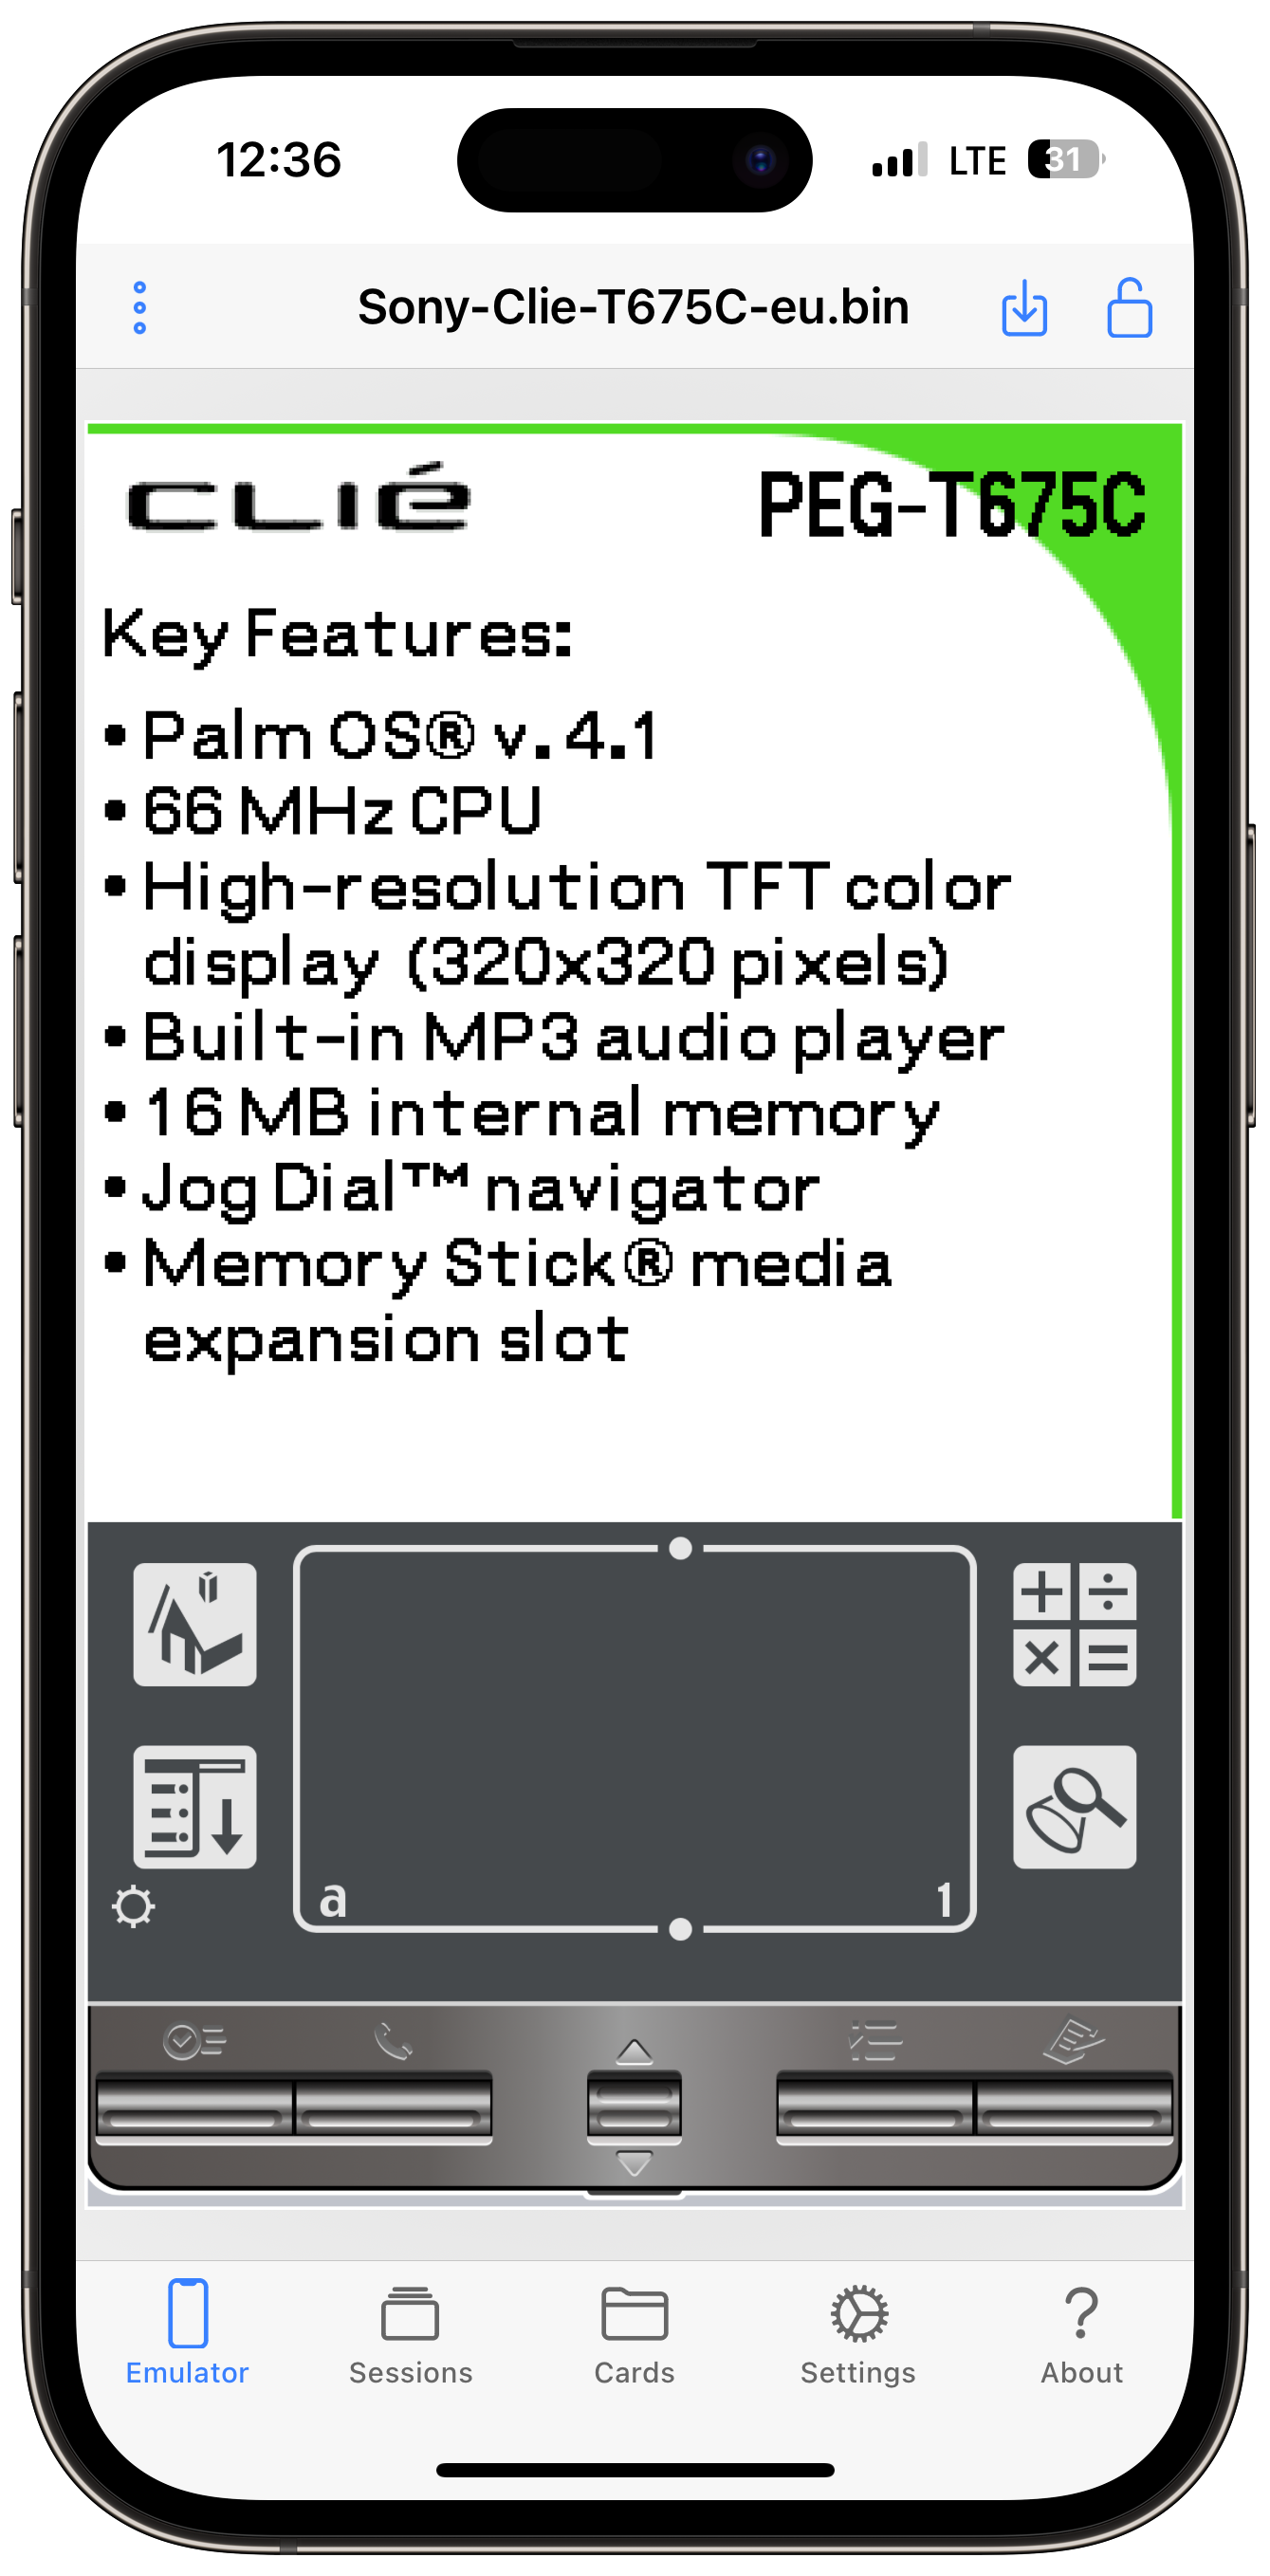 12:36
LTE 31
Sony-Clie-T675C-eu.bin
CLIé
PEG-T675C
Key Features:
• Palm OS® v. 4.1
• 66 MHz CPU
• High-resolution TFT color
display (320x320 pixels)
• Built-in MP3 audio player
• 16 MB internal memory
• Jog Dial™ navigator
• Memory Stick® media
expansion slot
a 1
Emulator Sessions Cards Settings About